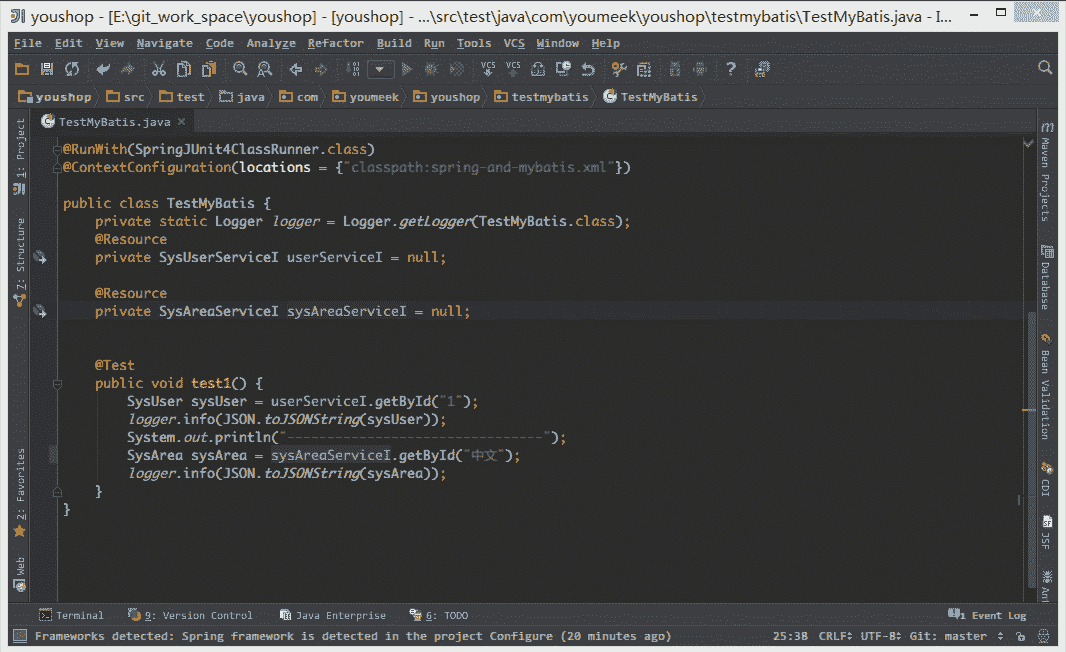 youshop - [E:\git_work_space\youshop] - [youshop] - ...\src\test\java\com\youmeek\youshop\testmybatis\TestMyBatis.java - I...
File Edit View Navigate Code Analyze Refactor Build Run Tools VCS Window Help
VCS VCS
youshop src test java com youmeek youshop testmybatis TestMyBatis
TestMyBatis.java
1: Project
7: Structure
2: Favorites
Web
@RunWith(SpringJUnit4ClassRunner.class)
@ContextConfiguration(locations = {"classpath:spring-and-mybatis.xml"})
public class TestMyBatis {
private static Logger logger = Logger.getLogger(TestMyBatis.class);
@Resource
private SysUserServiceI userServiceI = null;
@Resource
private SysAreaServiceI sysAreaServiceI = null;
@Test
public void test1() {
SysUser sysUser = userServiceI.getById("1");
logger.info(JSON.toJSONString(sysUser));
System.out.println("--------------------------------");
SysArea sysArea = sysAreaServiceI.getById("中文");
logger.info(JSON.toJSONString(sysArea));
}
}
Maven Projects
Database
Bean Validation
CDI
JSF
Ant
Terminal 9: Version Control Java Enterprise 6: TODO 1 Event Log
Frameworks detected: Spring framework is detected in the project Configure (20 minutes ago) 25:38 CRLF UTF-8 Git: master